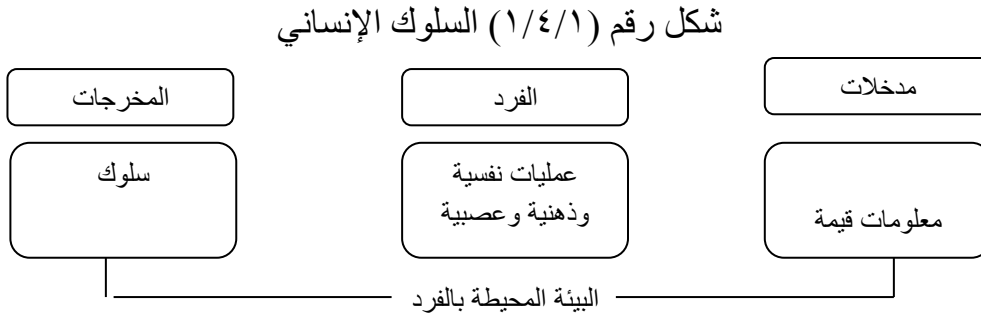 شكل رقم (١/٤/١) السلوك الإنساني
مدخلات
الفرد
المخرجات
معلومات قيمة
عمليات نفسية
وذهنية وعصبية
سلوك
البيئة المحيطة بالفرد